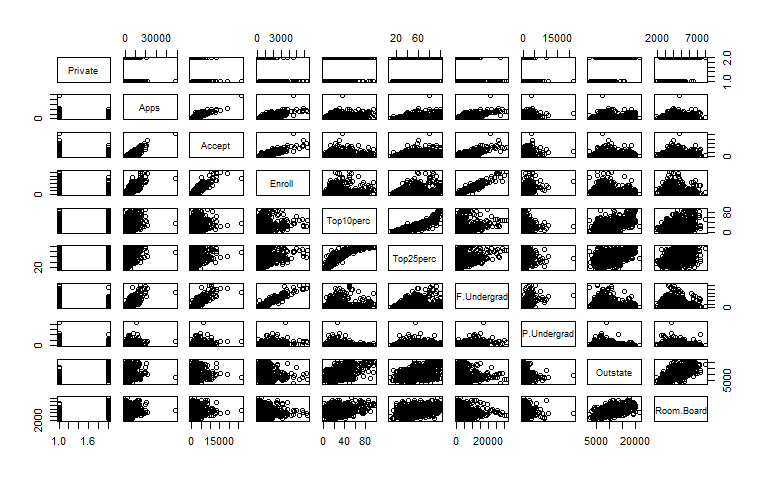 0 30000 0 3000 20 60 0 15000 2000 7000
Private 1.0 2.0
0 Apps
Accept 0
0 Enroll
Top10perc 0 80
20 Top25perc
F.Undergrad 0
0 P.Undergrad
Outstate 5000
2000 Room.Board
1.0 1.6 0 15000 0 40 80 0 20000 5000 20000